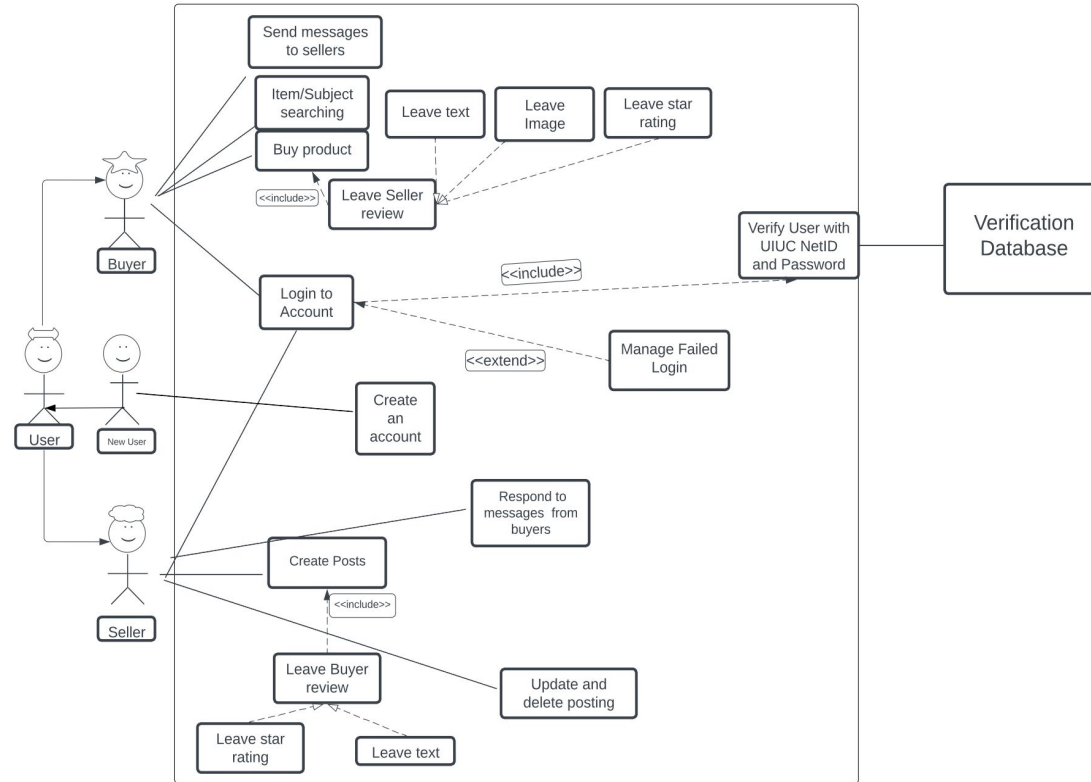 Send messages
to sellers
Item/Subject
searching
Buy product
Leave text
Leave
Image
Leave star
rating
<<include>>
Leave Seller
review
Buyer
Verify User with
UIUC NetID
and Password
Verification
Database
<<include>>
Login to
Account
<<extend>>
Manage Failed
Login
User
New User
Create
an
account
Respond to
messages from
buyers
Create Posts
<<include>>
Seller
Leave Buyer
review
Update and
delete posting
Leave star
rating
Leave text